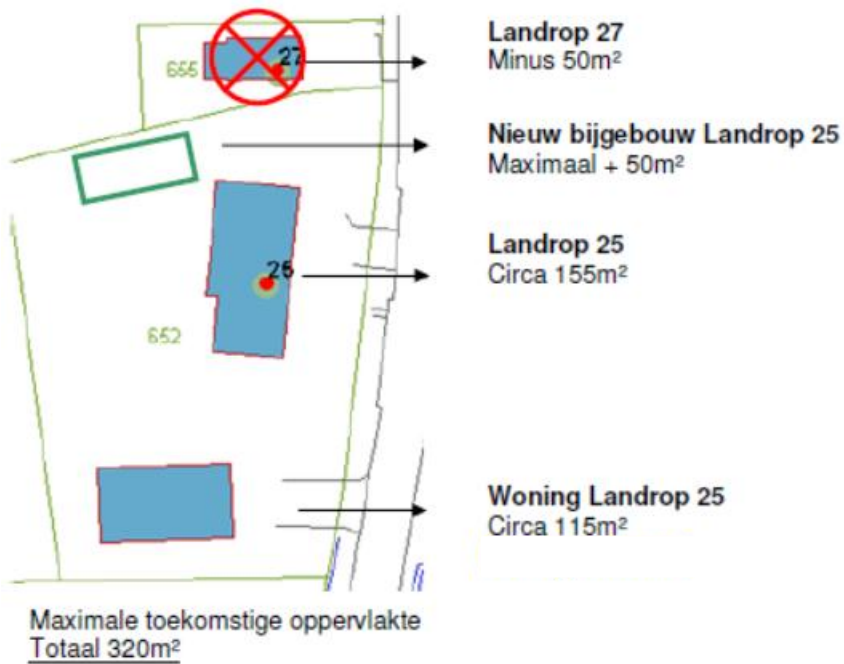 Landrop 27
Minus 50m²
27
655
Nieuw bijgebouw Landrop 25
Maximaal + 50m²
Landrop 25
Circa 155m²
25
652
Woning Landrop 25
Circa 115m²
Maximale toekomstige oppervlakte
Totaal 320m²